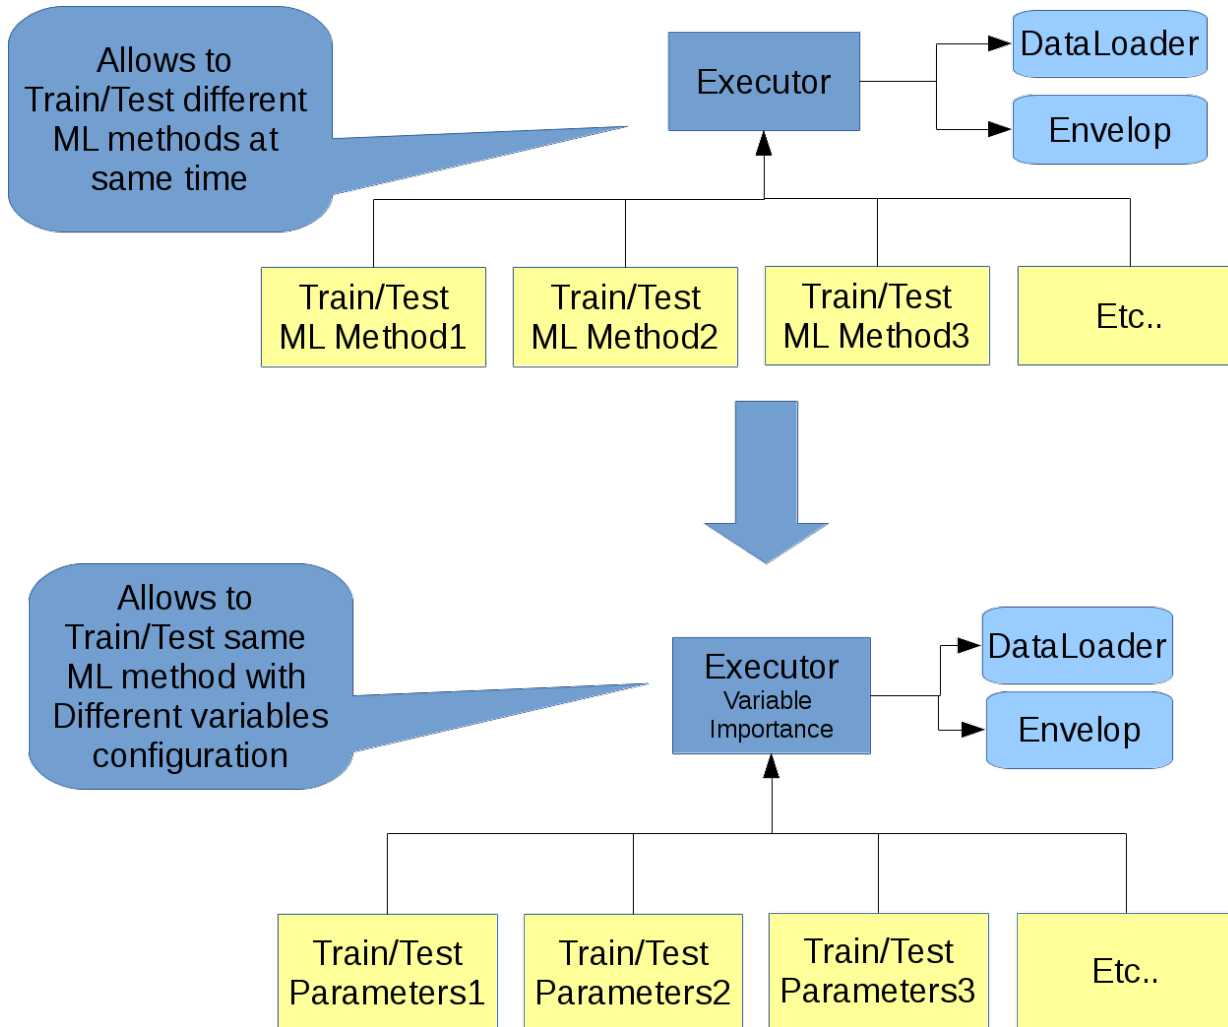 Allows to
Train/Test different
ML methods at
same time
Executor
DataLoader
Envelop
Train/Test
ML Method1
Train/Test
ML Method2
Train/Test
ML Method3
Etc..
Allows to
Train/Test same
ML method with
Different variables
configuration
Executor
Variable
Importance
DataLoader
Envelop
Train/Test
Parameters1
Train/Test
Parameters2
Train/Test
Parameters3
Etc..